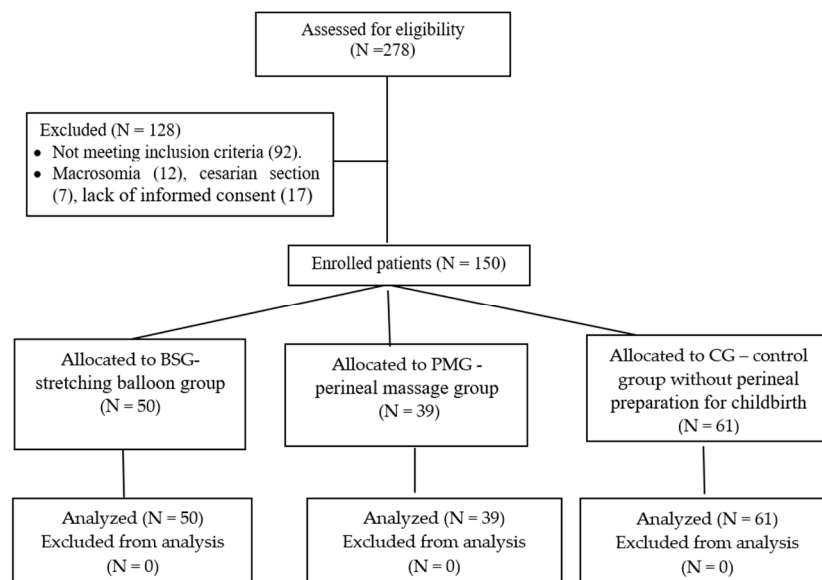 Assessed for eligibility
(N =278)
Excluded (N = 128)
• Not meeting inclusion criteria (92).
• Macrosomia (12), cesarian section
(7), lack of informed consent (17)
Enrolled patients (N = 150)
Allocated to BSG-
stretching balloon group
(N = 50)
Allocated to PMG -
perineal massage group
(N = 39)
Allocated to CG – control
group without perineal
preparation for childbirth
(N = 61)
Analyzed (N = 50)
Excluded from analysis
(N = 0)
Analyzed (N = 39)
Excluded from analysis
(N = 0)
Analyzed (N = 61)
Excluded from analysis
(N = 0)